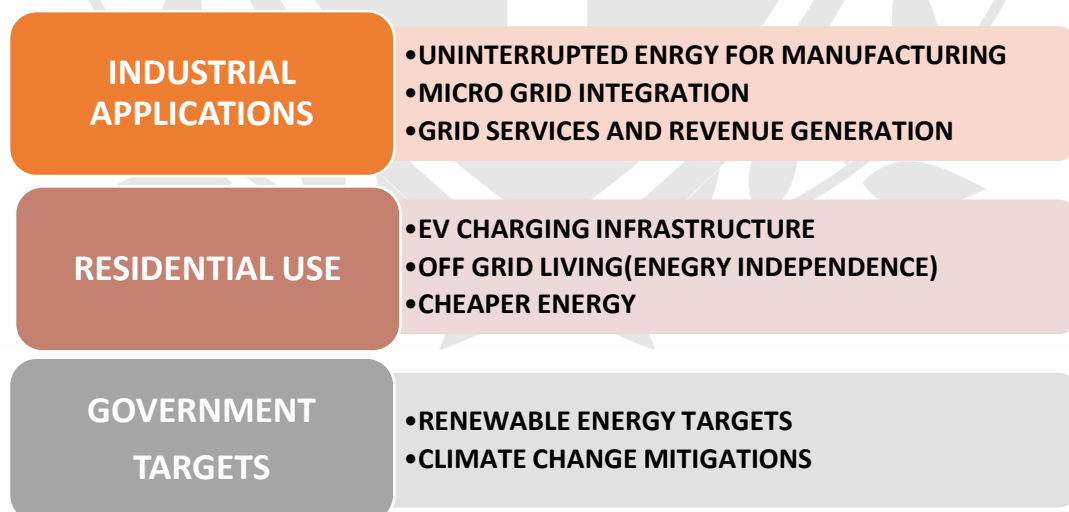 INDUSTRIAL
APPLICATIONS
•UNINTERRUPTED ENRGY FOR MANUFACTURING
•MICRO GRID INTEGRATION
•GRID SERVICES AND REVENUE GENERATION
RESIDENTIAL USE
•EV CHARGING INFRASTRUCTURE
•OFF GRID LIVING(ENEGRY INDEPENDENCE)
•CHEAPER ENERGY
GOVERNMENT
TARGETS
•RENEWABLE ENERGY TARGETS
•CLIMATE CHANGE MITIGATIONS